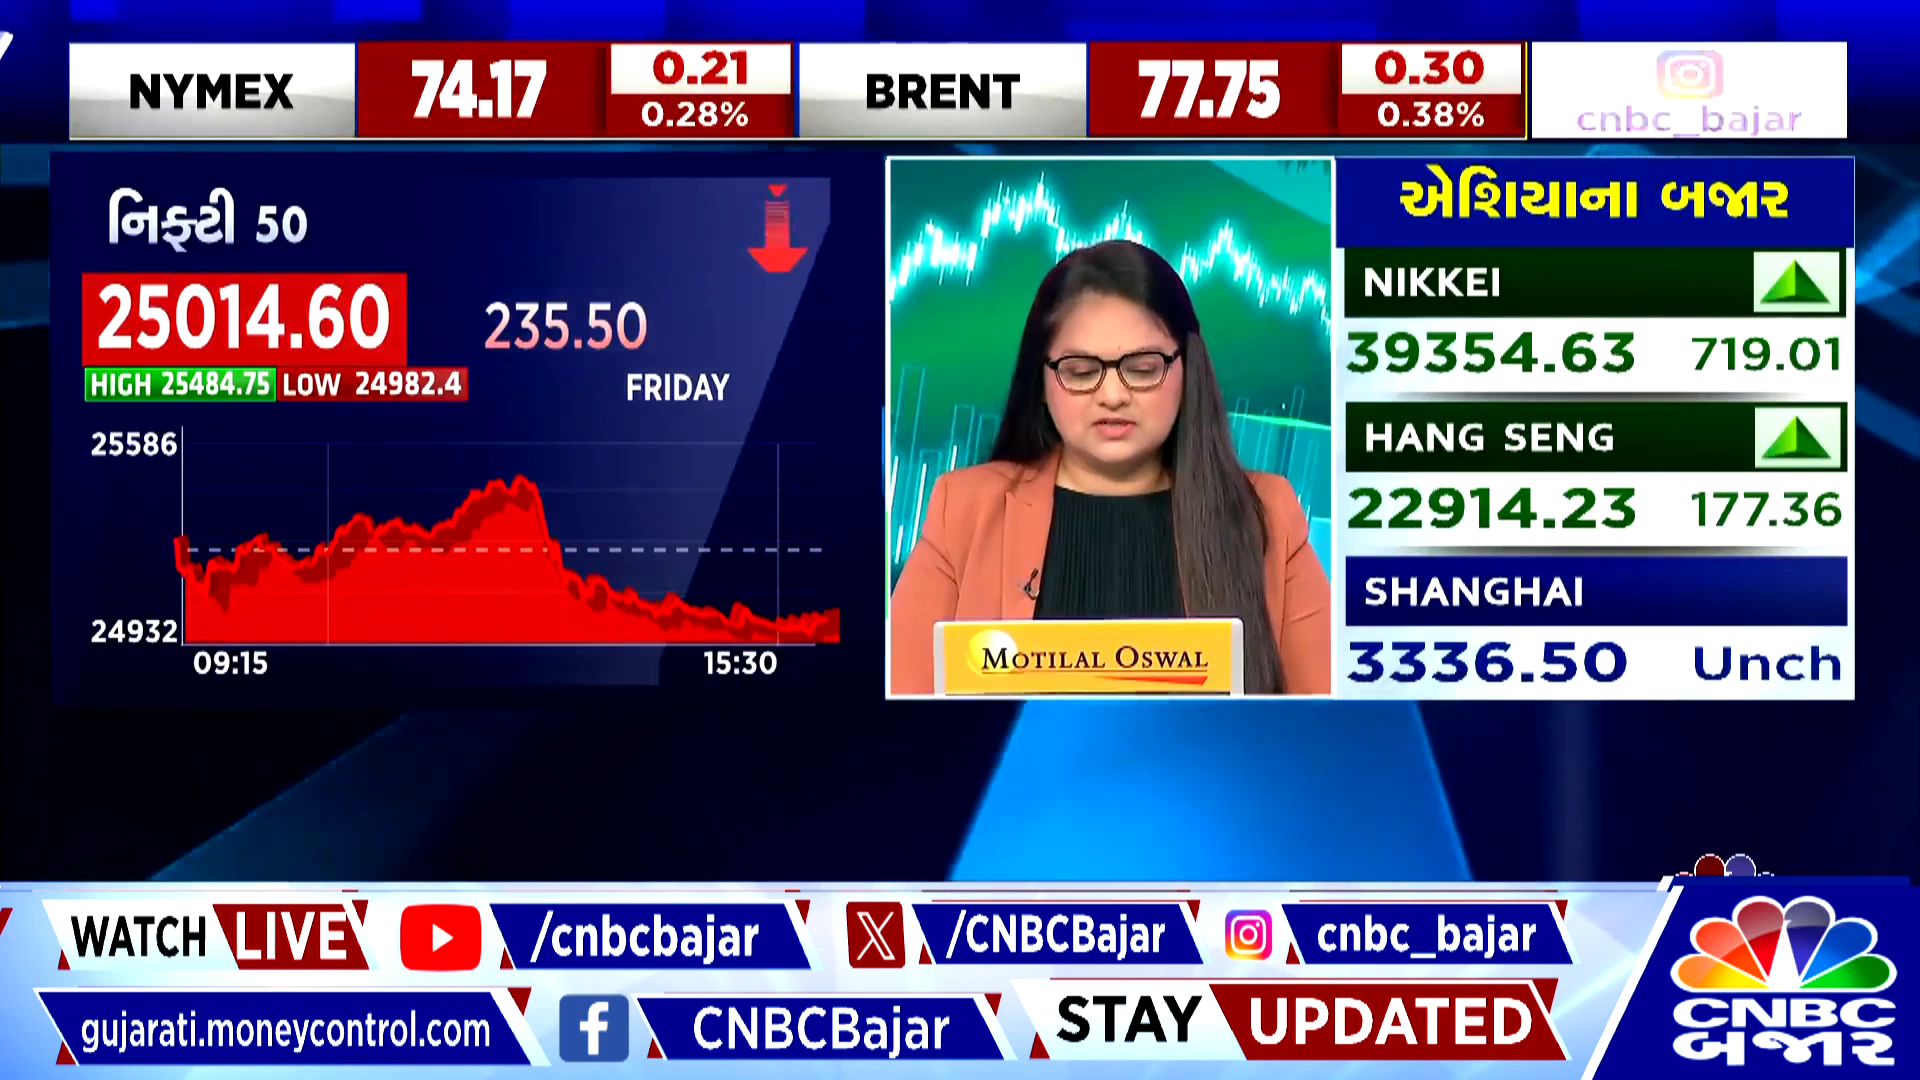 NYMEX 74.17 0.21 0.28% BRENT 77.75 0.30 0.38% cnbc_bajar
નિફ્ટી 50
25014.60 235.50
HIGH 25484.75 LOW 24982.4 FRIDAY
25586
24932
09:15 15:30
MOTILAL OSWAL
એશિયાના બજાર
NIKKEI
39354.63 719.01
HANG SENG
22914.23 177.36
SHANGHAI
3336.50 Unch
WATCH LIVE /cnbcbajar /CNBCBajar cnbc_bajar
gujarati.moneycontrol.com CNBCBajar STAY UPDATED
CNBC
બજાર